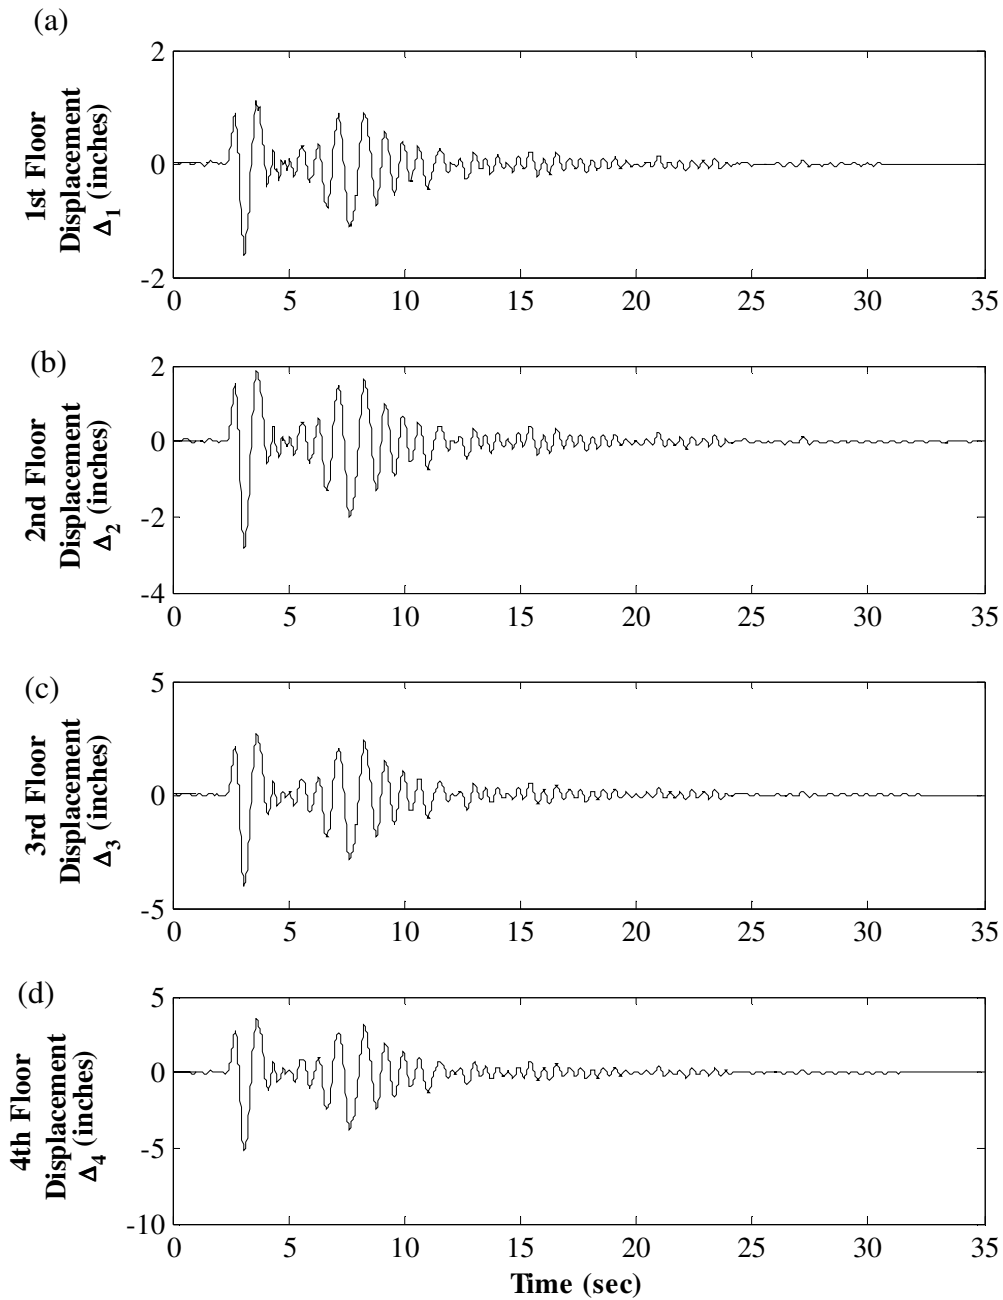 (a)
1st Floor
Displacement
Δ1 (inches)
2
0
-2
0 5 10 15 20 25 30 35
(b)
2nd Floor
Displacement
Δ2 (inches)
2
0
-2
-4
0 5 10 15 20 25 30 35
(c)
3rd Floor
Displacement
Δ3 (inches)
5
0
-5
0 5 10 15 20 25 30 35
(d)
4th Floor
Displacement
Δ4 (inches)
5
0
-5
-10
0 5 10 15 20 25 30 35
Time (sec)